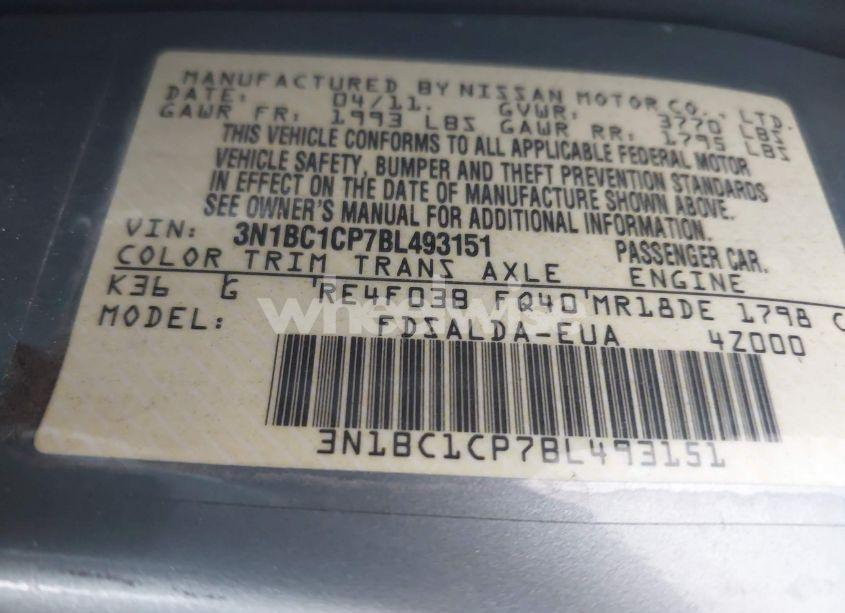 MANUFACTURED BY NISSAN MOTOR CO., LTD.
DATE: 04/11. GVWR: 3770 LBS
GAWR FR: 1993 LBS GAWR RR: 1795 LBS
THIS VEHICLE CONFORMS TO ALL APPLICABLE FEDERAL MOTOR
VEHICLE SAFETY, BUMPER AND THEFT PREVENTION STANDARDS
IN EFFECT ON THE DATE OF MANUFACTURE SHOWN ABOVE.
SEE OWNER'S MANUAL FOR ADDITIONAL INFORMATION.
VIN: 3N1BC1CP7BL493151 PASSENGER CAR.
COLOR TRIM TRANS AXLE ENGINE
K36 G RE4F03B FQ40 MR18DE 1798 C
wheelwise
MODEL: FDSALDA-EUA 4Z000
3N1BC1CP7BL493151